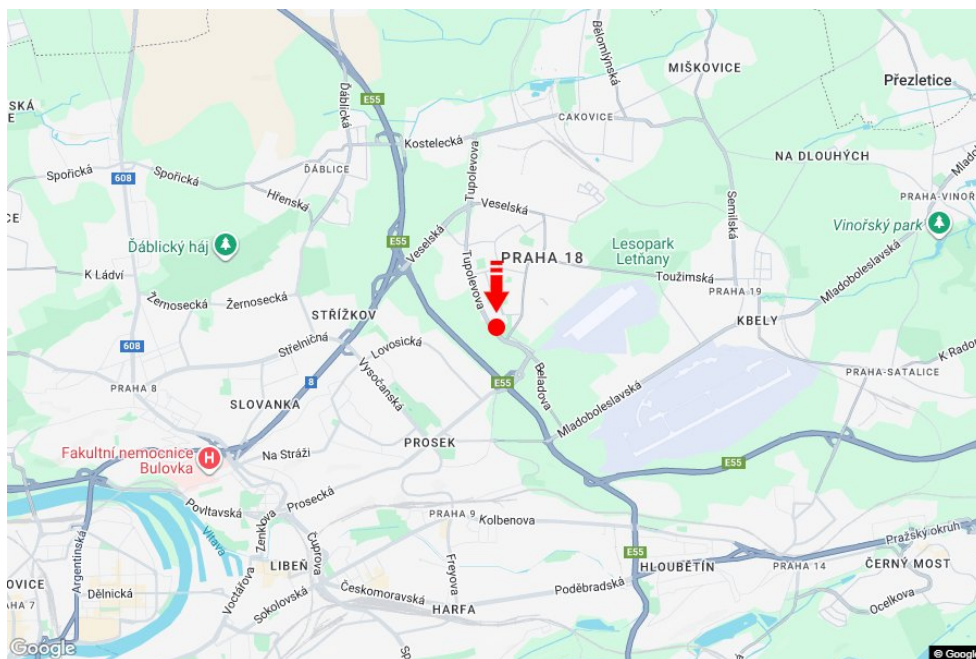 Bělomlýnská
MIŠKOVICE
Přezletice
E55
Ďáblická
ČAKOVICE
Kostelecká
NA DLOUHÝCH
ĎÁBLICE
Tupolevova
Spořická
608
Spořická
Hřenská
Semilská
PRAHA-VINOŘ
Veselská
Vinořský park
Ďáblický háj
E55
Veselská
Lesopark
Letňany
PRAHA 18
K Ládví
Toužimská
Mladoboleslavská
Tupolevova
PRAHA 19
Žernosecká
Žernosecká
STŘÍŽKOV
KBELY
608
Střelničná
Lovosická
K Radon
PRAHA 8
Vysočanská
Beladova
PRAHA-SATALICE
8
E55
SLOVANKA
Mladoboleslavská
PROSEK
Fakultní nemocnice
Bulovka
H
Na Stráži
E55
Povltavská
Prosecká
PRAHA 9
Kolbenova
Vltava
Zenklova
Čuprova
Pražský okruh
Argentinská
E55
LIBEŇ
Freyova
HLOUBĚTÍN
PRAHA 14
ČERNÝ MOST
Voctářova
Českomoravská
Poděbradská
Dělnická
Sokolovská
HARFA
Ocelkova
Google
© Google